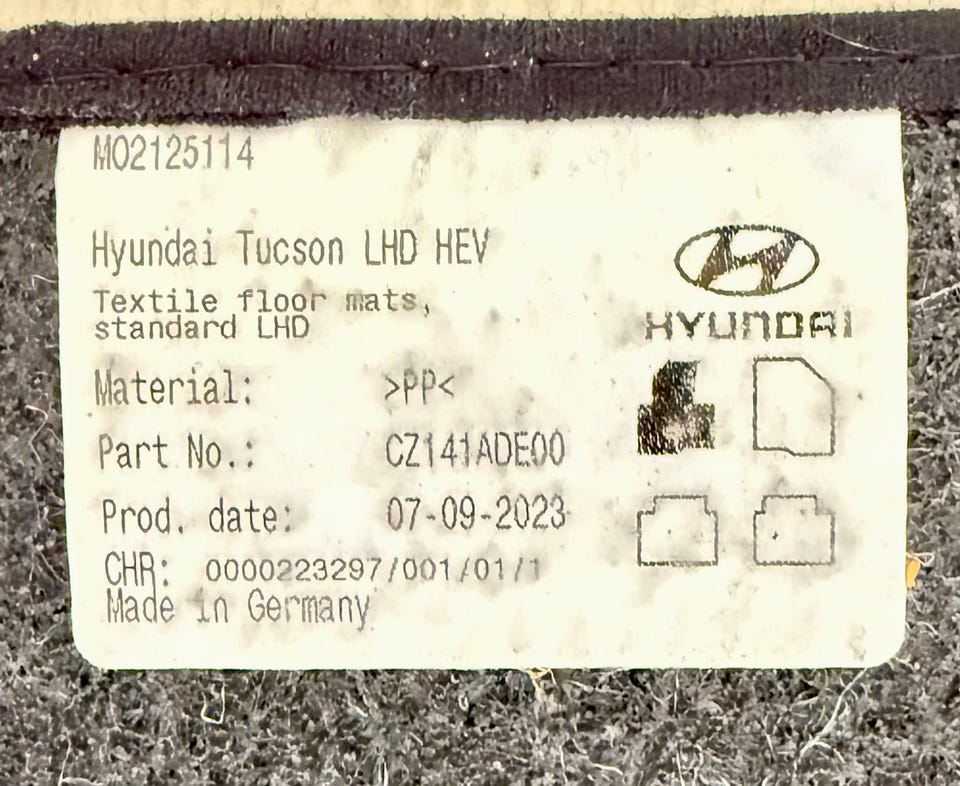 M02125114
Hyundai Tucson LHD HEV
Textile floor mats,
standard LHD
HYUNDAI
Material: >PP<
Part No.: CZ141ADE00
Prod. date: 07-09-2023
CHR: 0000223297/001/01/1
Made in Germany